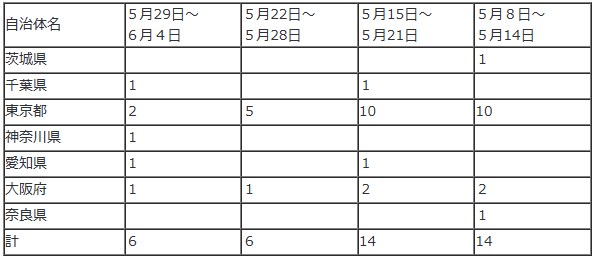 自治体名 5月29日～ 5月22日～ 5月15日～ 5月8日～
6月4日 5月28日 5月21日 5月14日
茨城県 1
千葉県 1 1
東京都 2 5 10 10
神奈川県 1
愛知県 1 1
大阪府 1 1 2 2
奈良県 1
計 6 6 14 14